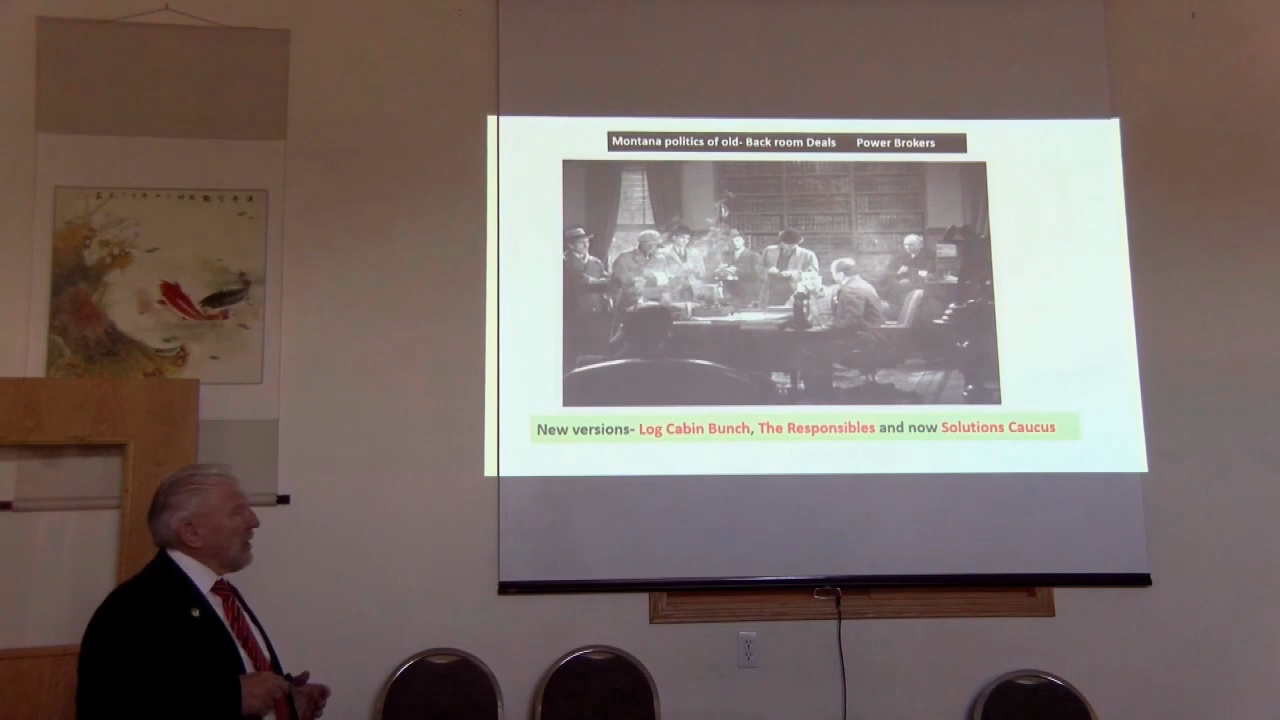 Montana politics of old- Back room Deals Power Brokers
New versions- Log Cabin Bunch, The Responsibles and now Solutions Caucus